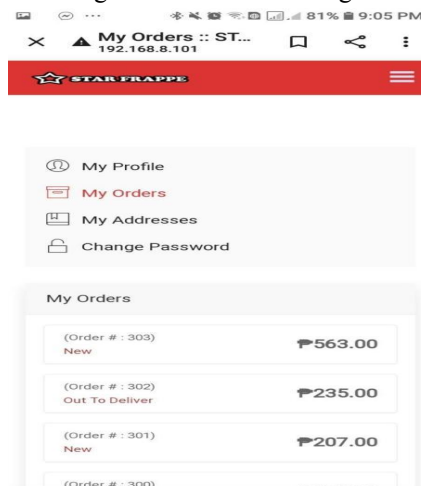 81% 9:05 PM
My Orders :: ST...
192.168.8.101
STAR FRAPPE
My Profile
My Orders
My Addresses
Change Password
My Orders
(Order # : 303)
New
₱563.00
(Order # : 302)
Out To Deliver
₱235.00
(Order # : 301)
New
₱207.00
(Order # : 300)